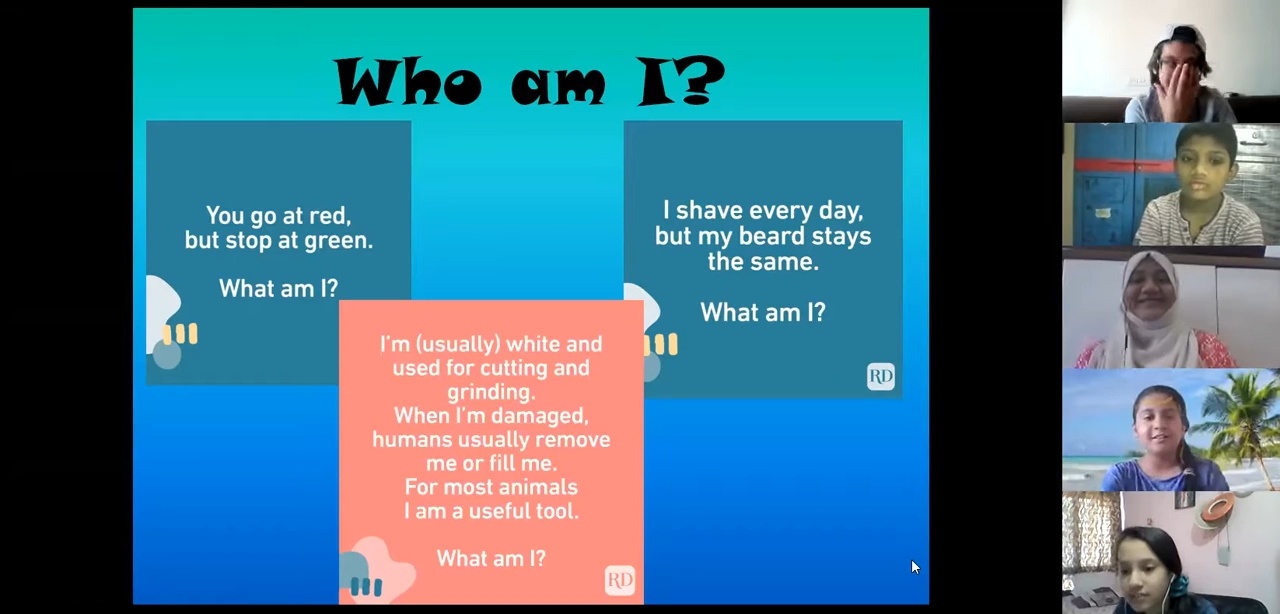 Who am I?
You go at red,
but stop at green.
What am I?
I shave every day,
but my beard stays
the same.
What am I?
RD
I'm (usually) white and
used for cutting and
grinding.
When I'm damaged,
humans usually remove
me or fill me.
For most animals
I am a useful tool.
What am I?
RD